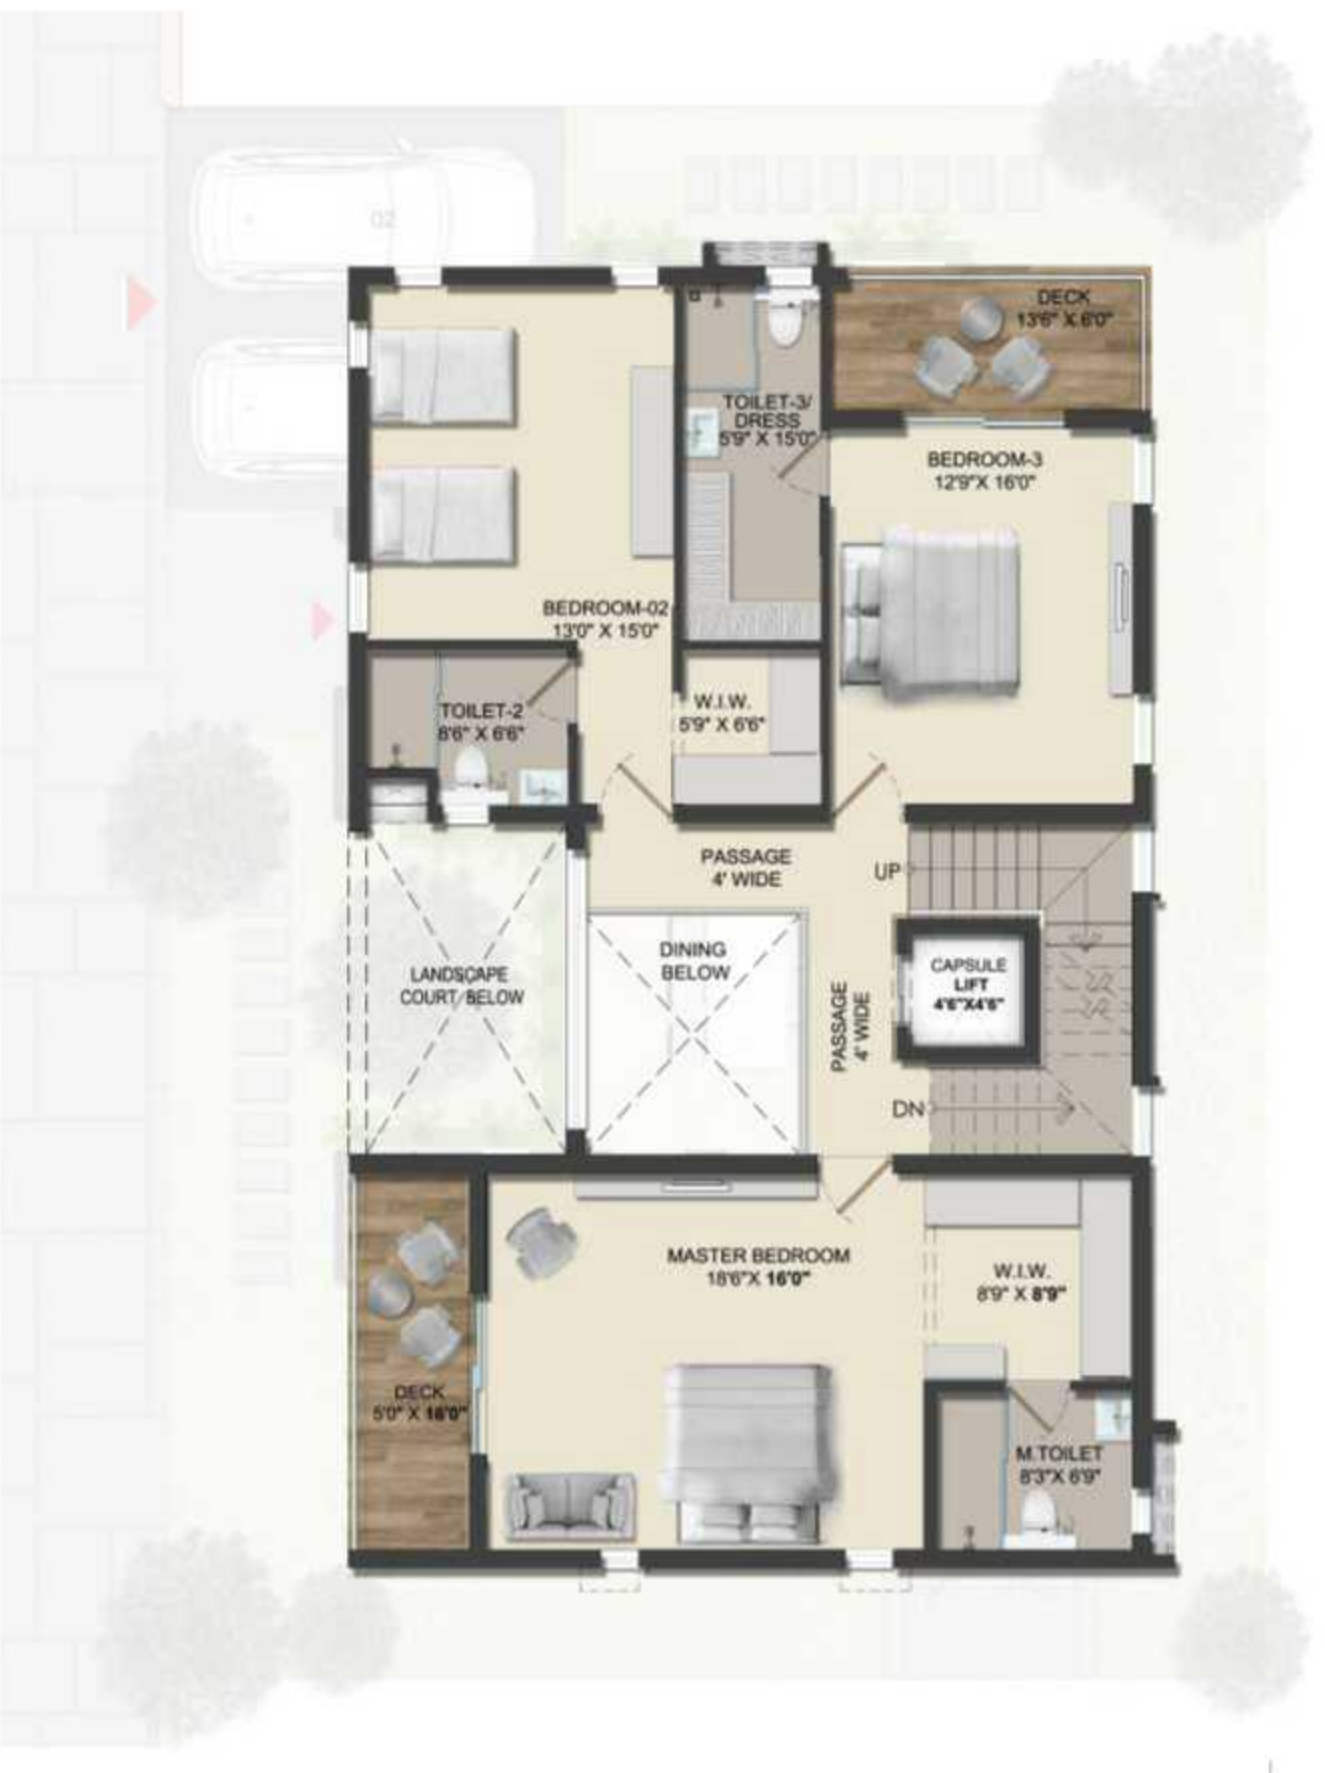 02
DECK
13'6" X 6'0"
TOILET-3/
DRESS
5'9" X 15'0"
BEDROOM-3
12'9"X 16'0"
BEDROOM-02
13'0" X 15'0"
TOILET-2
8'6" X 6'6"
W.I.W.
5'9" X 6'6"
PASSAGE
4' WIDE
UP
DINING
BELOW
LANDSCAPE
COURT BELOW
CAPSULE
LIFT
4'6"X4'6"
PASSAGE
4' WIDE
DN
MASTER BEDROOM
18'6"X 16'0"
W.I.W.
8'9" X 8'9"
DECK
5'0" X 16'0"
M.TOILET
8'3"X 6'9"